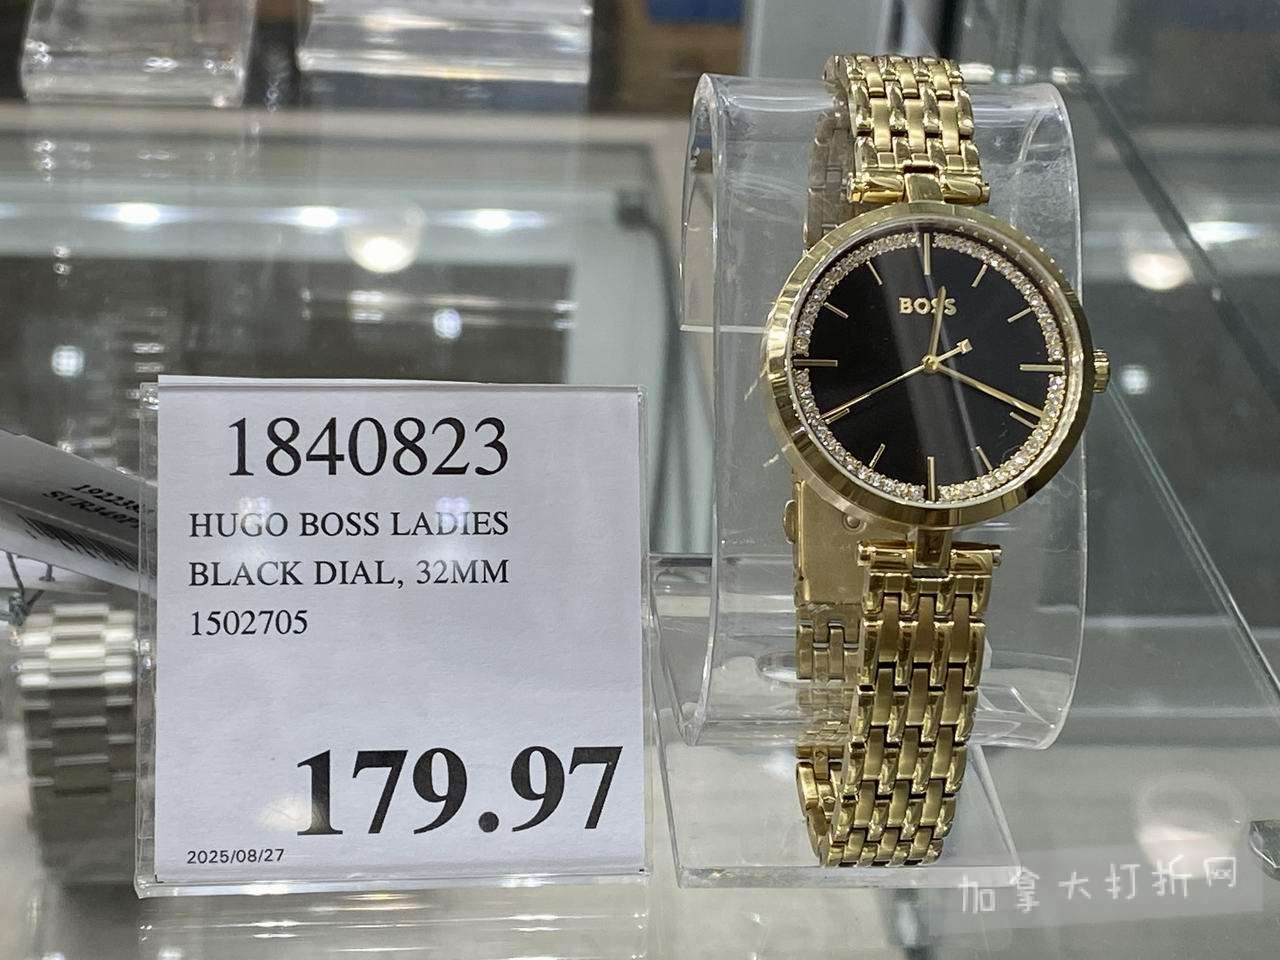 1840823
HUGO BOSS LADIES
BLACK DIAL, 32MM
1502705
179.97
2025/08/27
BOSS
加拿大打折网